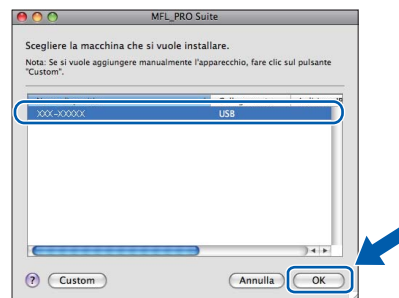 MFL_PRO Suite
Scegliere la macchina che si vuole installare.
Nota: Se si vuole aggiungere manualmente l'apparecchio, fare clic sul pulsante
"Custom".
XXX-XXXXX USB
? Custom Annulla OK